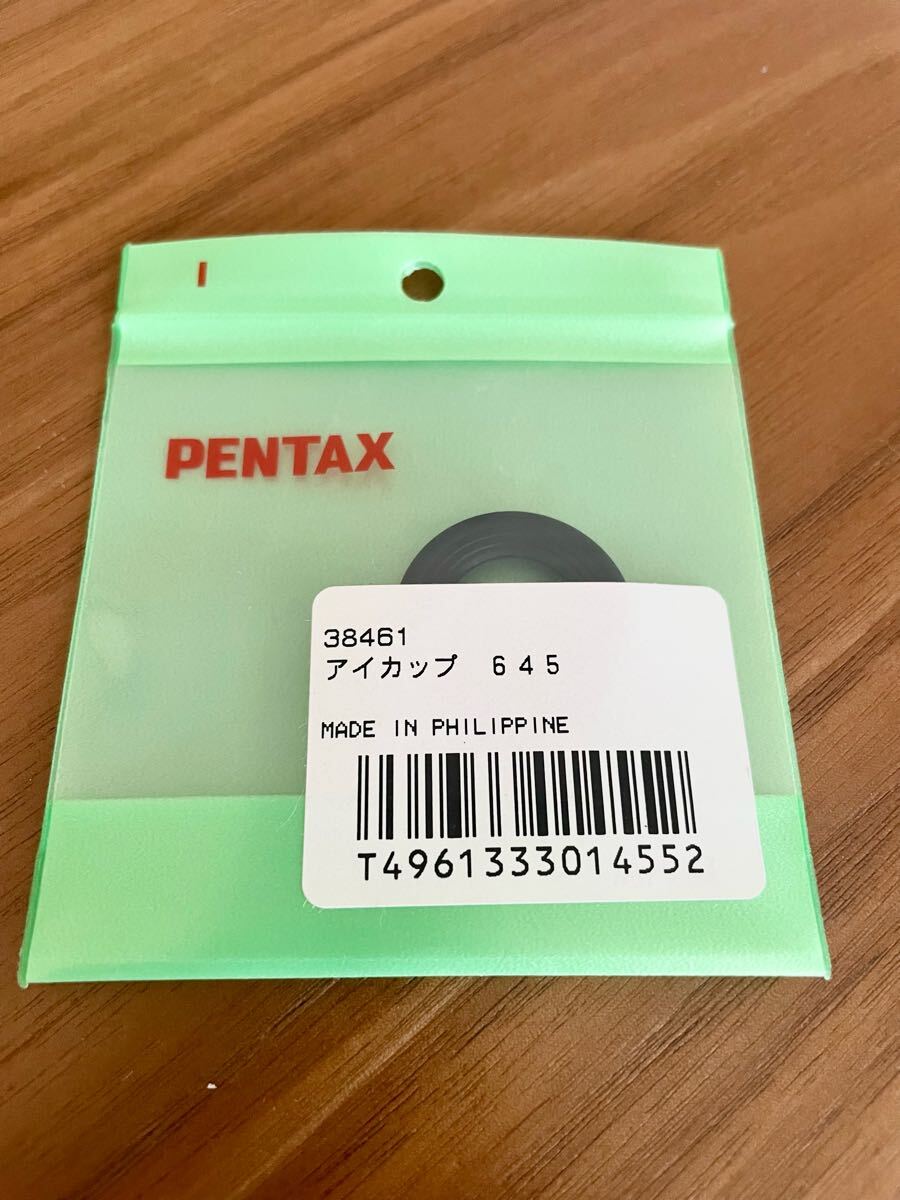 I
PENTAX
38461
アイカップ　６４５
MADE IN PHILIPPINE
T4961333014552